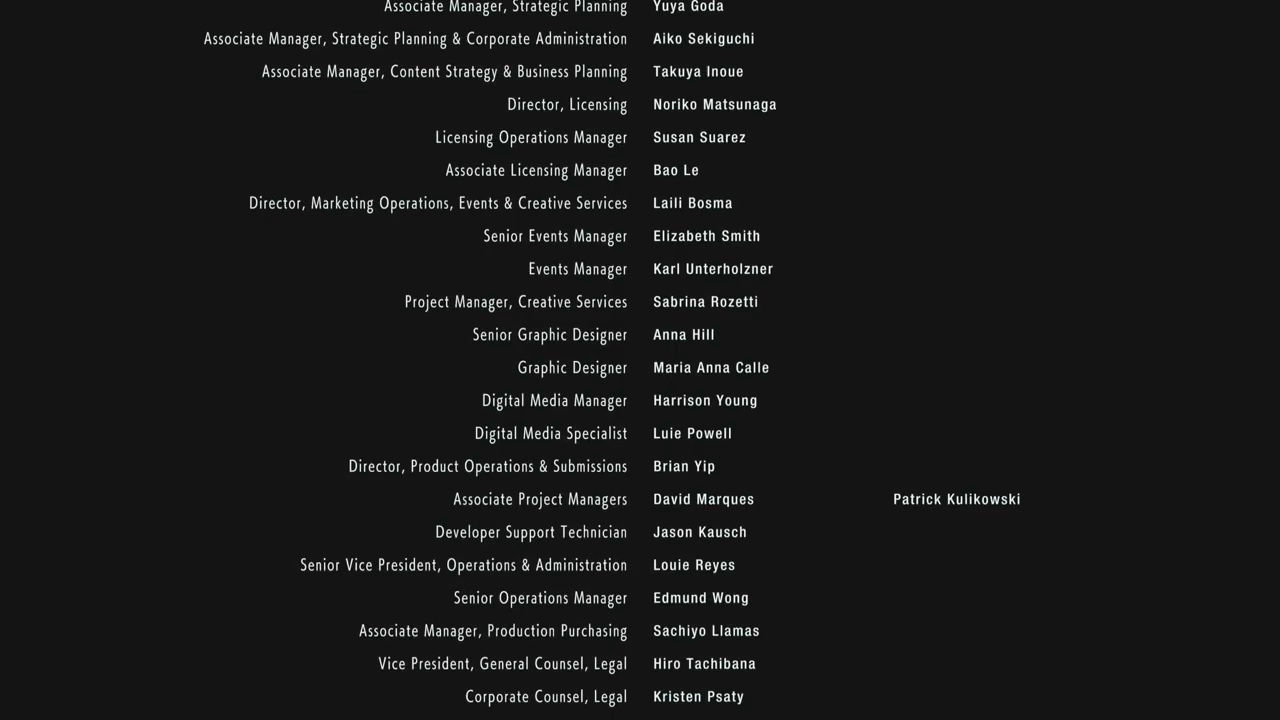 Associate Manager, Strategic Planning Yuya Goda
Associate Manager, Strategic Planning & Corporate Administration Aiko Sekiguchi
Associate Manager, Content Strategy & Business Planning Takuya Inoue
Director, Licensing Noriko Matsunaga
Licensing Operations Manager Susan Suarez
Associate Licensing Manager Bao Le
Director, Marketing Operations, Events & Creative Services Laili Bosma
Senior Events Manager Elizabeth Smith
Events Manager Karl Unterholzner
Project Manager, Creative Services Sabrina Rozetti
Senior Graphic Designer Anna Hill
Graphic Designer Maria Anna Calle
Digital Media Manager Harrison Young
Digital Media Specialist Luie Powell
Director, Product Operations & Submissions Brian Yip
Associate Project Managers David Marques Patrick Kulikowski
Developer Support Technician Jason Kausch
Senior Vice President, Operations & Administration Louie Reyes
Senior Operations Manager Edmund Wong
Associate Manager, Production Purchasing Sachiyo Llamas
Vice President, General Counsel, Legal Hiro Tachibana
Corporate Counsel, Legal Kristen Psaty